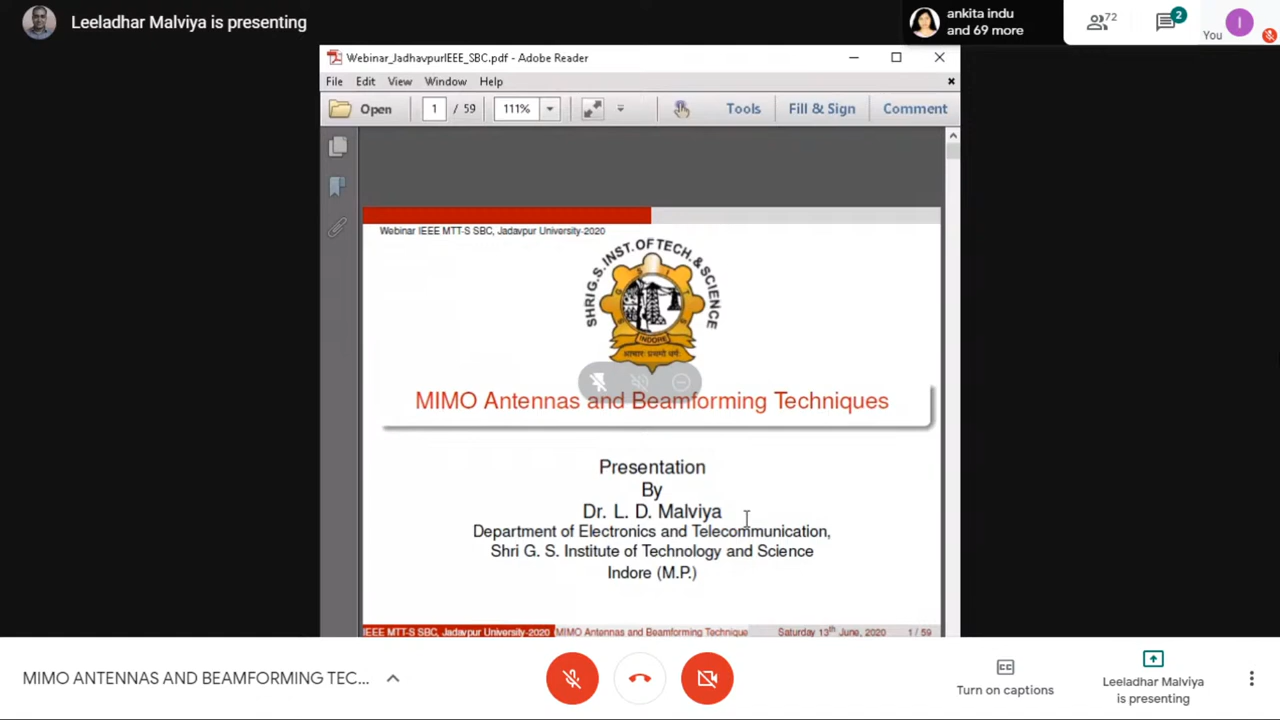 Leeladhar Malviya is presenting
ankita indu
and 69 more
72
2
You
I
Webinar_JadhavpurIEEE_SBC.pdf - Adobe Reader
File Edit View Window Help
Open 1 / 59 111% Tools Fill & Sign Comment
Webinar IEEE MTT-S SBC, Jadavpur University-2020
SHRI G. S. INST. OF TECH. & SCIENCE
INDORE
MIMO Antennas and Beamforming Techniques
Presentation
By
Dr. L. D. Malviya
Department of Electronics and Telecommunication,
Shri G. S. Institute of Technology and Science
Indore (M.P.)
IEEE MTT-S SBC, Jadavpur University-2020 MIMO Antennas and Beamforming Technique Saturday 13th June, 2020 1 / 59
MIMO ANTENNAS AND BEAMFORMING TEC...
CC
Turn on captions
Leeladhar Malviya
is presenting